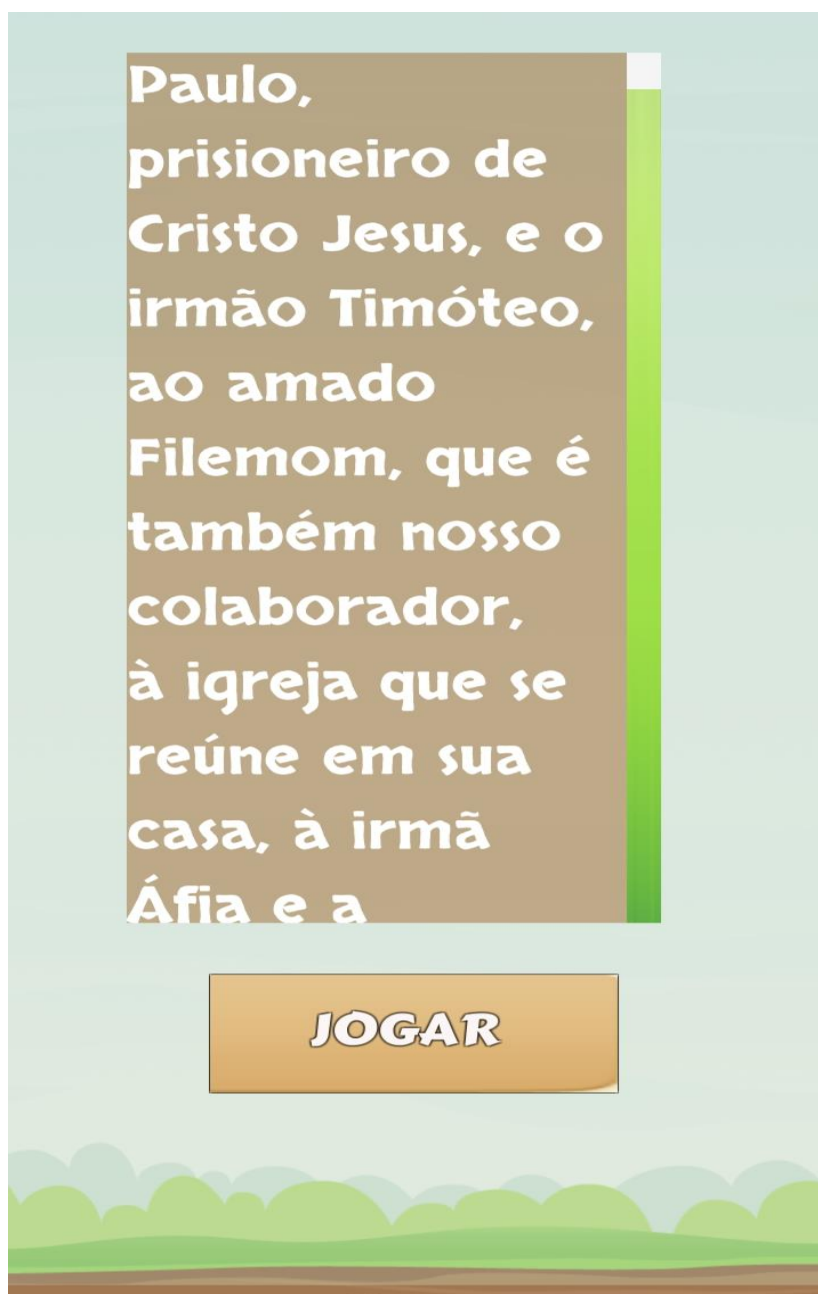 Paulo,
prisioneiro de
Cristo Jesus, e o
irmão Timóteo,
ao amado
Filemom, que é
também nosso
colaborador,
à igreja que se
reúne em sua
casa, à irmã
Áfia e a
JOGAR